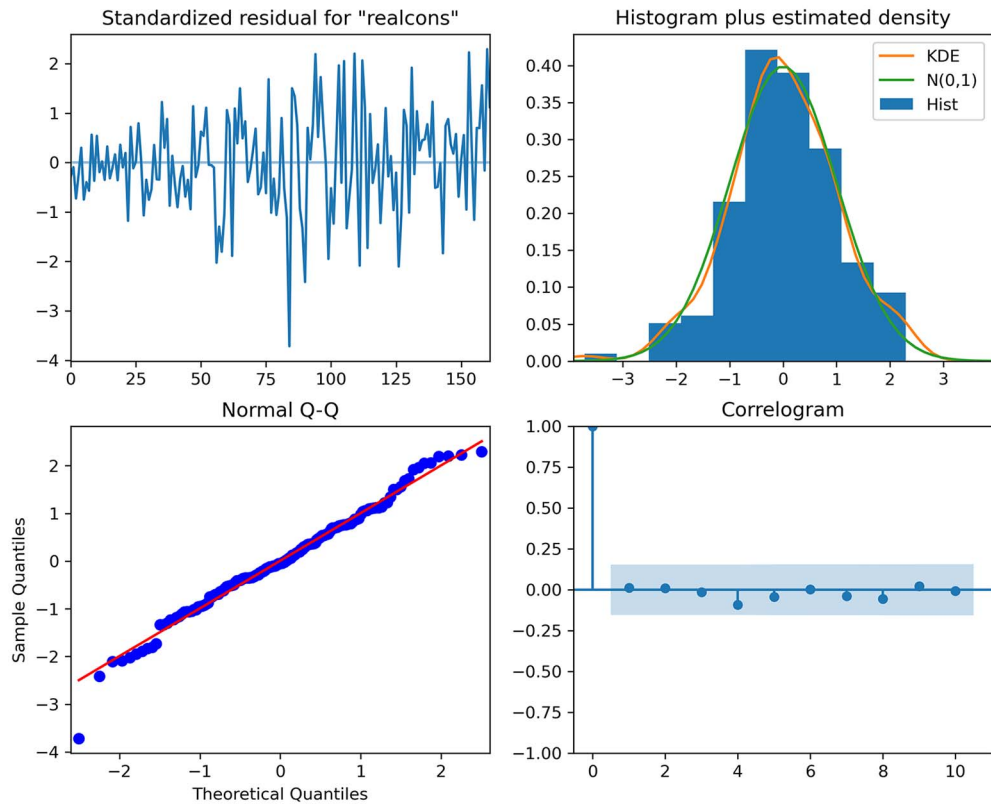 Standardized residual for "realcons"
2
1
0
−1
−2
−3
−4
0 25 50 75 100 125 150
Histogram plus estimated density
KDE
N(0,1)
Hist
0.40
0.35
0.30
0.25
0.20
0.15
0.10
0.05
0.00
−3 −2 −1 0 1 2 3
Normal Q-Q
Sample Quantiles
2
1
0
−1
−2
−3
−4
−2 −1 0 1 2
Theoretical Quantiles
Correlogram
1.00
0.75
0.50
0.25
0.00
−0.25
−0.50
−0.75
−1.00
0 2 4 6 8 10